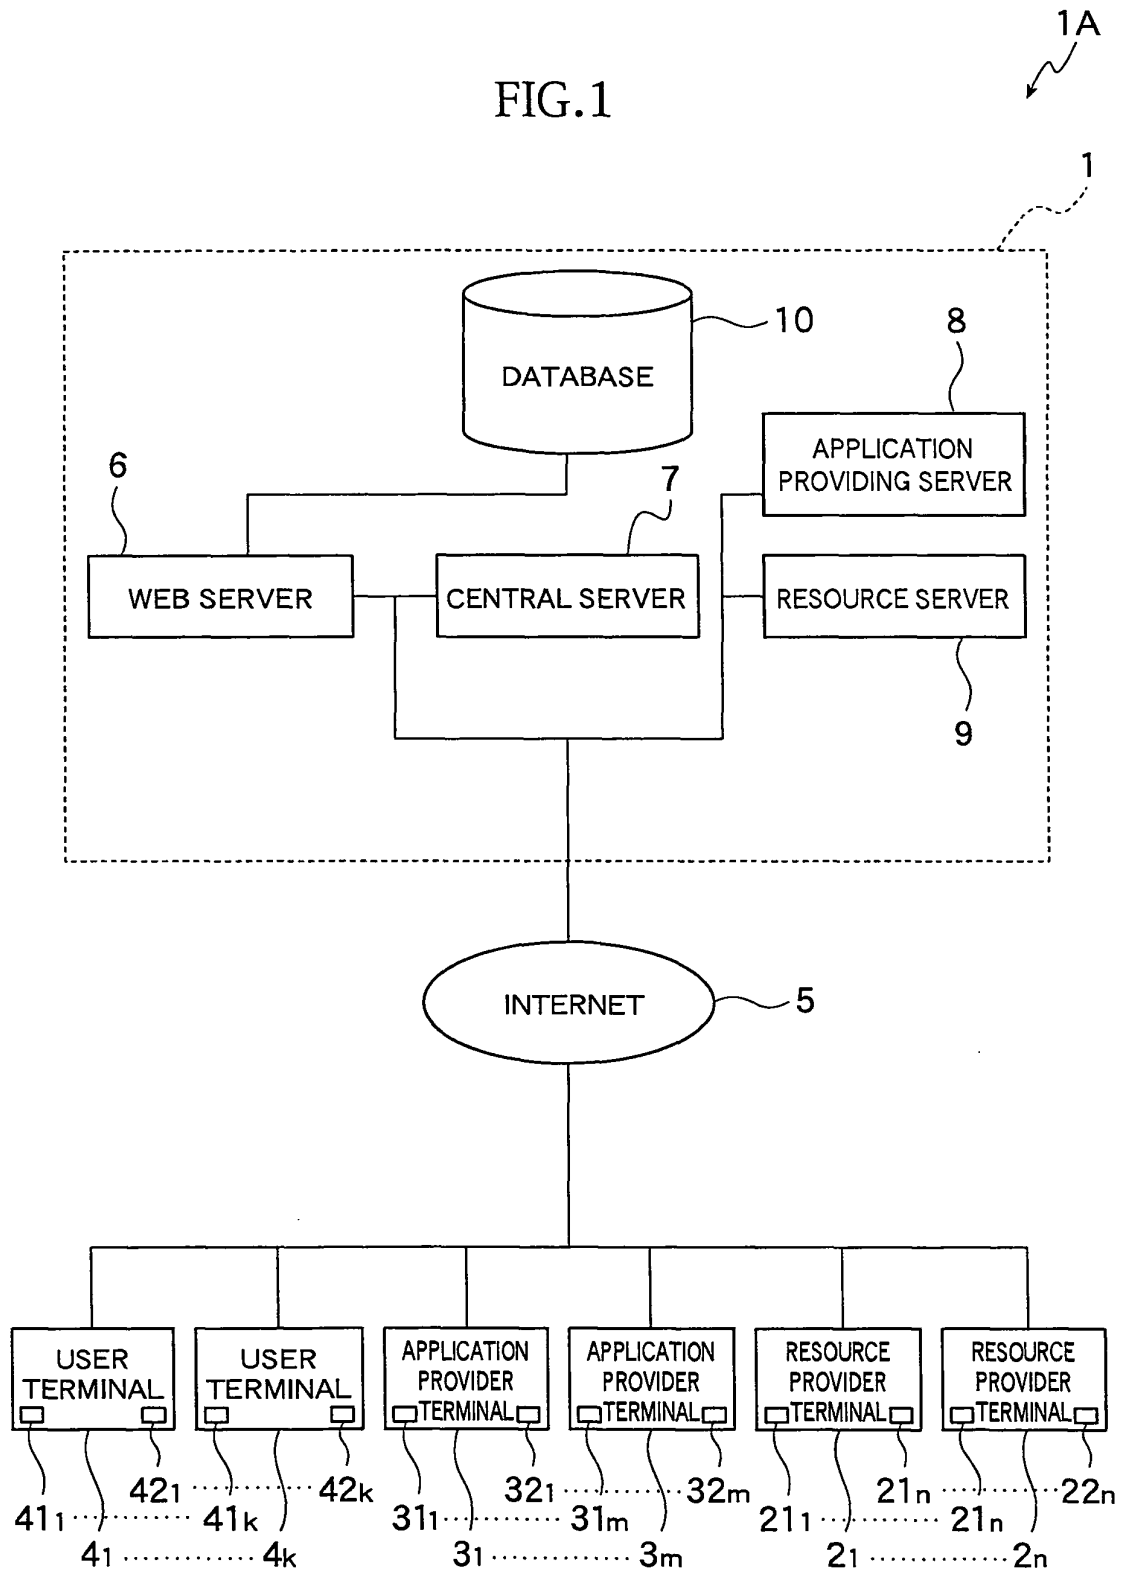 1A
FIG.1
1
10
DATABASE
8
APPLICATION
PROVIDING SERVER
6
7
WEB SERVER
CENTRAL SERVER
RESOURCE SERVER
9
INTERNET
5
USER
TERMINAL
USER
TERMINAL
APPLICATION
PROVIDER
TERMINAL
APPLICATION
PROVIDER
TERMINAL
RESOURCE
PROVIDER
TERMINAL
RESOURCE
PROVIDER
TERMINAL
421 ............ 42k
321 ............ 32m
21n ............ 22n
411 ............ 41k
311 ............ 31m
211 ............ 21n
41 ............ 4k
31 ............ 3m
21 ............ 2n